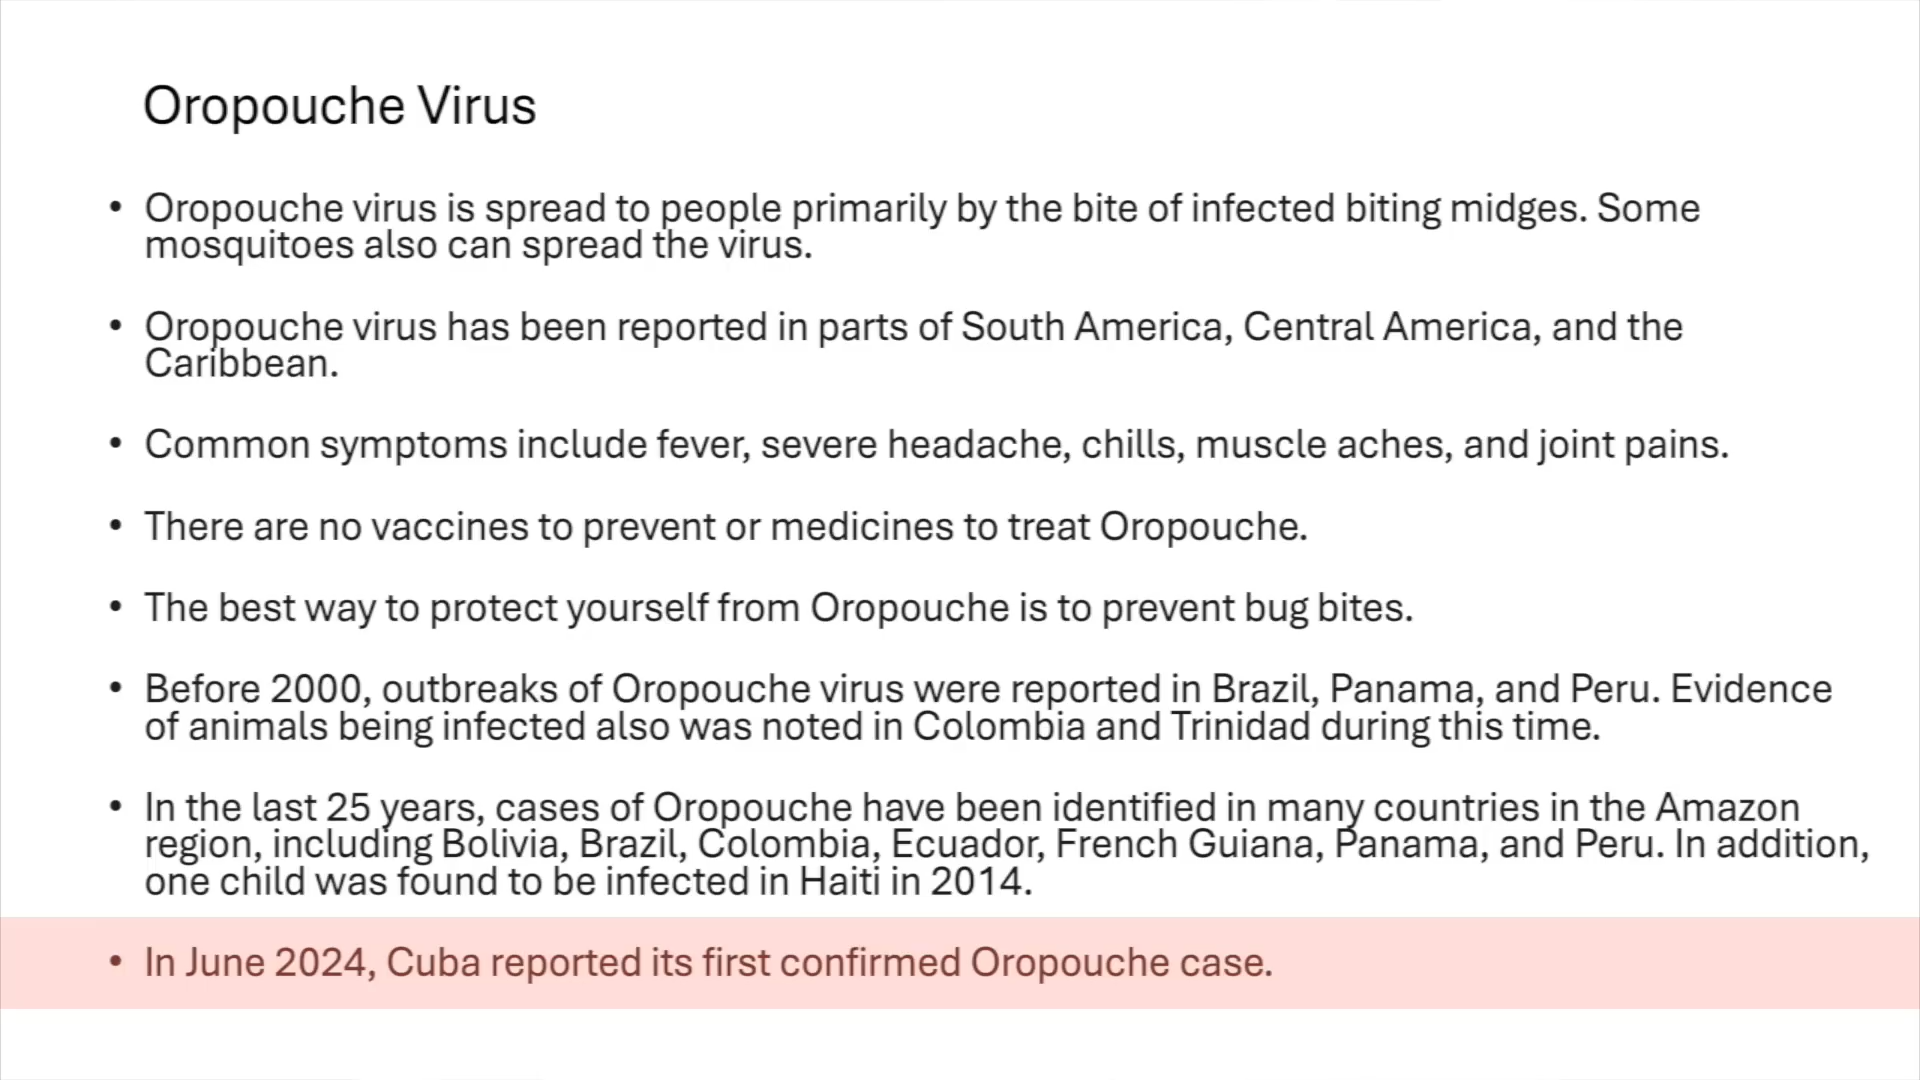 Oropouche Virus
• Oropouche virus is spread to people primarily by the bite of infected biting midges. Some
mosquitoes also can spread the virus.
• Oropouche virus has been reported in parts of South America, Central America, and the
Caribbean.
• Common symptoms include fever, severe headache, chills, muscle aches, and joint pains.
• There are no vaccines to prevent or medicines to treat Oropouche.
• The best way to protect yourself from Oropouche is to prevent bug bites.
• Before 2000, outbreaks of Oropouche virus were reported in Brazil, Panama, and Peru. Evidence
of animals being infected also was noted in Colombia and Trinidad during this time.
• In the last 25 years, cases of Oropouche have been identified in many countries in the Amazon
region, including Bolivia, Brazil, Colombia, Ecuador, French Guiana, Panama, and Peru. In addition,
one child was found to be infected in Haiti in 2014.
• In June 2024, Cuba reported its first confirmed Oropouche case.